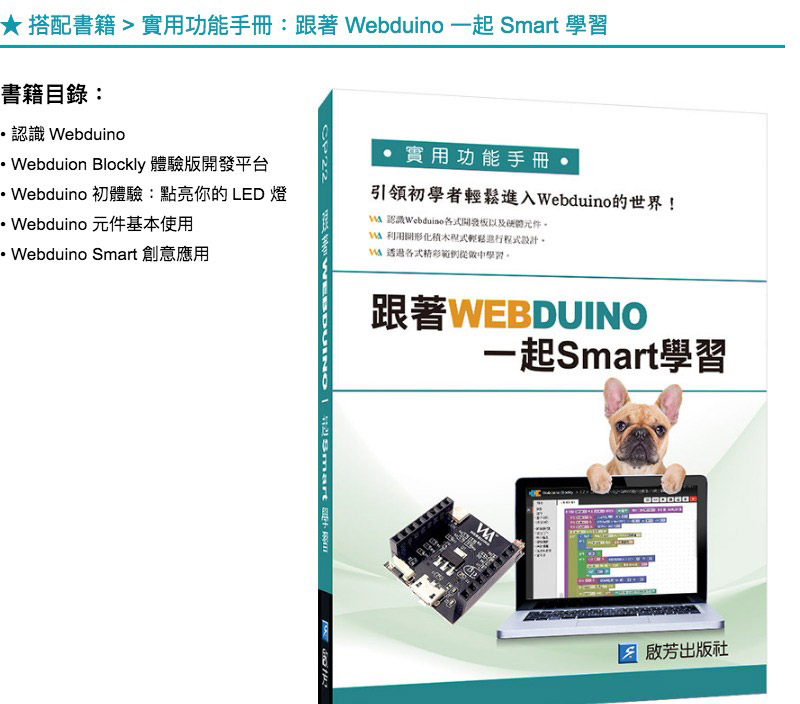 ★ 搭配書籍 > 實用功能手冊：跟著 Webduino 一起 Smart 學習
書籍目錄：
• 認識 Webduino
• Webduion Blockly 體驗版開發平台
• Webduino 初體驗：點亮你的 LED 燈
• Webduino 元件基本使用
• Webduino Smart 創意應用
CP22
跟著WEBDUINO一起Smart學習
• 實用功能手冊 •
引領初學者輕鬆進入Webduino的世界！
認識Webduino各式開發板以及硬體元件。
利用圖形化積木程式輕鬆進行程式設計。
透過各式精彩範例從做中學習。
跟著WEBDUINO
一起Smart學習
啟芳出版社